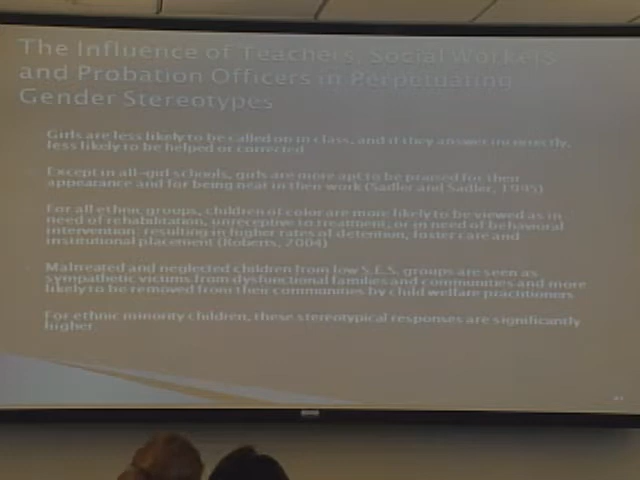 The Influence of Teachers, Social Workers
and Probation Officers in Perpetuating
Gender Stereotypes
Girls are less likely to be called on in class, and if they answer incorrectly,
less likely to be helped or corrected
Except in all-girl schools, girls are more apt to be praised for their
appearance and for being neat in their work (Sadler and Sadler, 1995)
For all ethnic groups, children of color are more likely to be viewed as in
need of rehabilitation, unreceptive to treatment, or in need of behavioral
intervention resulting in higher rates of detention, foster care and
institutional placement (Roberts, 2004)
Maltreated and neglected children from low S.E.S. groups are seen as
sympathetic victims from dysfunctional families and communities and more
likely to be removed from their communities by child welfare practitioners
For ethnic minority children, these stereotypical responses are significantly
higher.